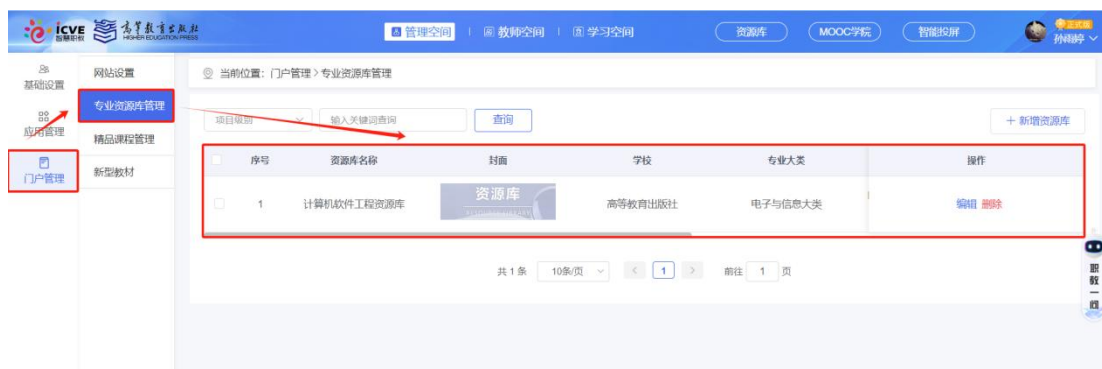 icve 智慧职教 高等教育出版社 HIGHER EDUCATION PRESS 管理空间 教师空间 学习空间 资源库 MOOC学院 智能投屏 正式版
孙雨婷
基础设置
应用管理
门户管理
网站设置
专业资源库管理
精品课程管理
新型教材
当前位置：门户管理 > 专业资源库管理
项目级别 输入关键词查询 查询 + 新增资源库
序号 资源库名称 封面 学校 专业大类 操作
1 计算机软件工程资源库 资源库 高等教育出版社 电子与信息大类 编辑 删除
共 1 条 10条/页 < 1 > 前往 1 页
职教一